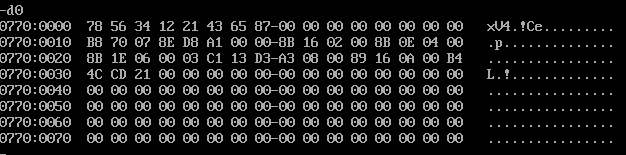 -d0
0770:0000 78 56 34 12 21 43 65 87-00 00 00 00 00 00 00 00 xV4.!Ce.........
0770:0010 B8 70 07 8E D8 A1 00 00-8B 16 02 00 8B 0E 04 00 .p..............
0770:0020 8B 1E 06 00 03 C1 13 D3-A3 08 00 89 16 0A 00 B4 ................
0770:0030 4C CD 21 00 00 00 00 00-00 00 00 00 00 00 00 00 L.!.............
0770:0040 00 00 00 00 00 00 00 00-00 00 00 00 00 00 00 00 ................
0770:0050 00 00 00 00 00 00 00 00-00 00 00 00 00 00 00 00 ................
0770:0060 00 00 00 00 00 00 00 00-00 00 00 00 00 00 00 00 ................
0770:0070 00 00 00 00 00 00 00 00-00 00 00 00 00 00 00 00 ................